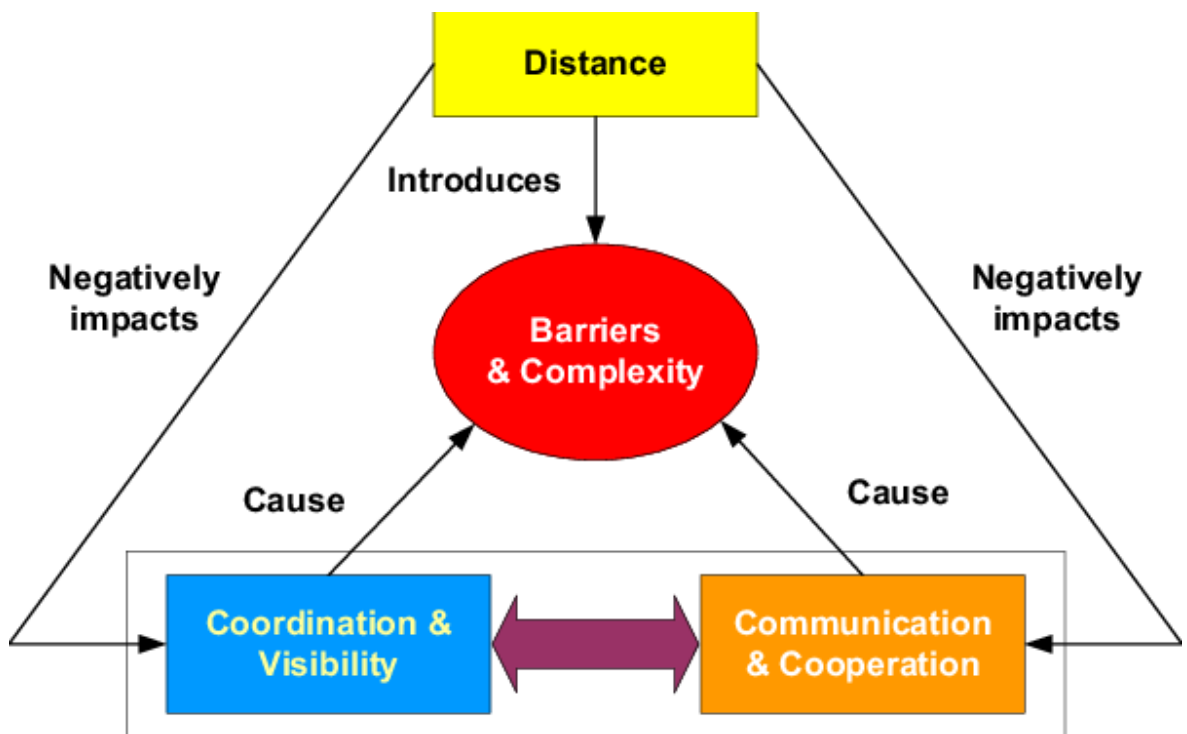 Distance
Introduces
Negatively
impacts
Negatively
impacts
Barriers
& Complexity
Cause
Cause
Coordination &
Visibility
Communication
& Cooperation